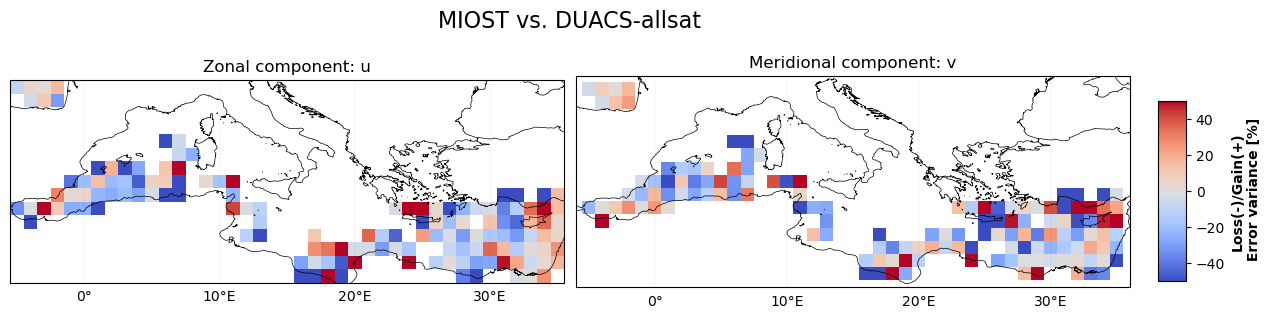 MIOST vs. DUACS-allsat
Zonal component: u
Meridional component: v
0°
10°E
20°E
30°E
0°
10°E
20°E
30°E
40
20
0
−20
−40
Loss(-)/Gain(+)
Error variance [%]